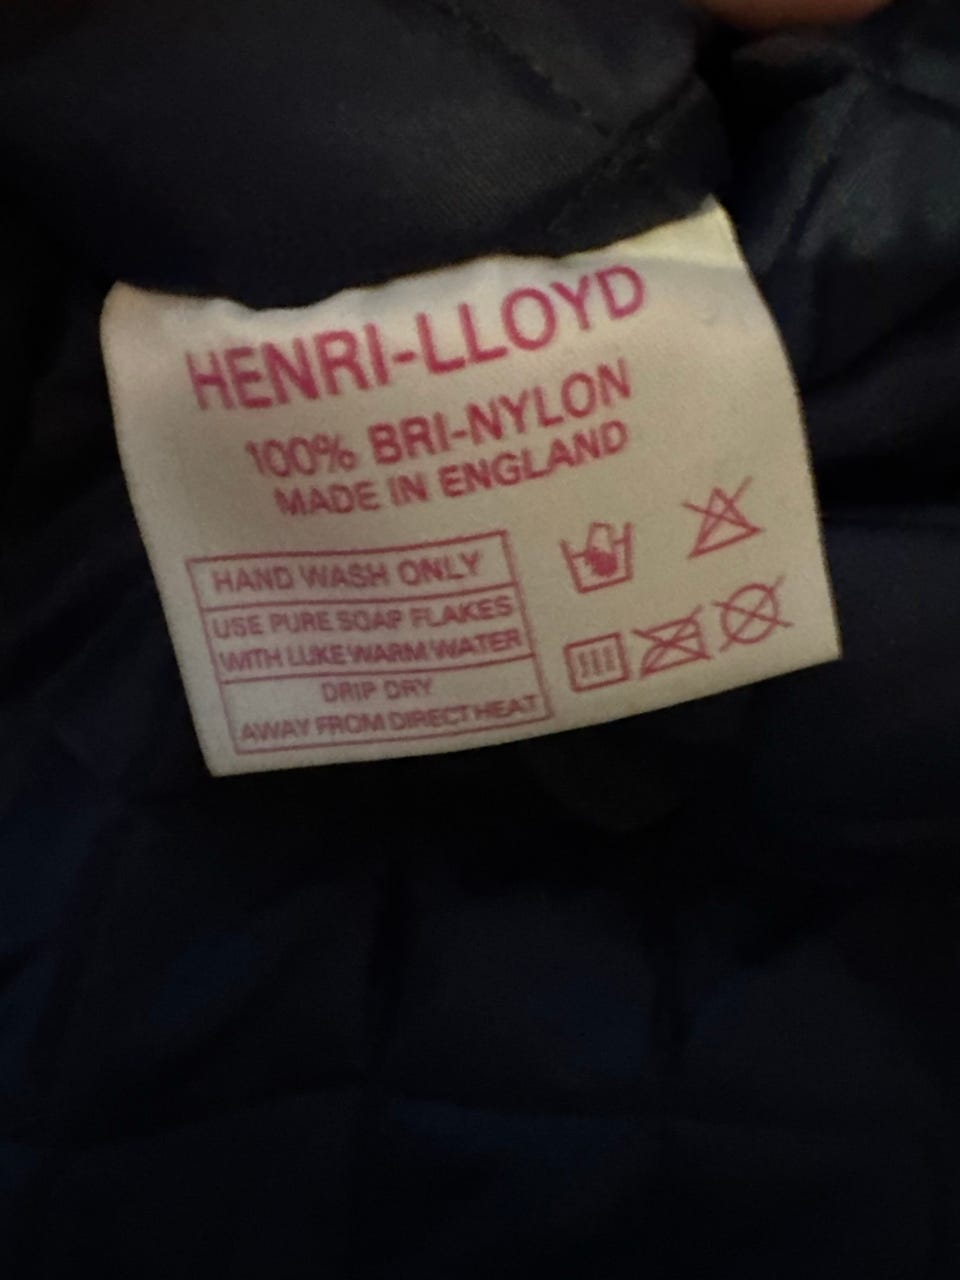 HENRI-LLOYD
100% BRI-NYLON
MADE IN ENGLAND
HAND WASH ONLY
USE PURE SOAP FLAKES
WITH LUKE WARM WATER
DRIP DRY
AWAY FROM DIRECT HEAT